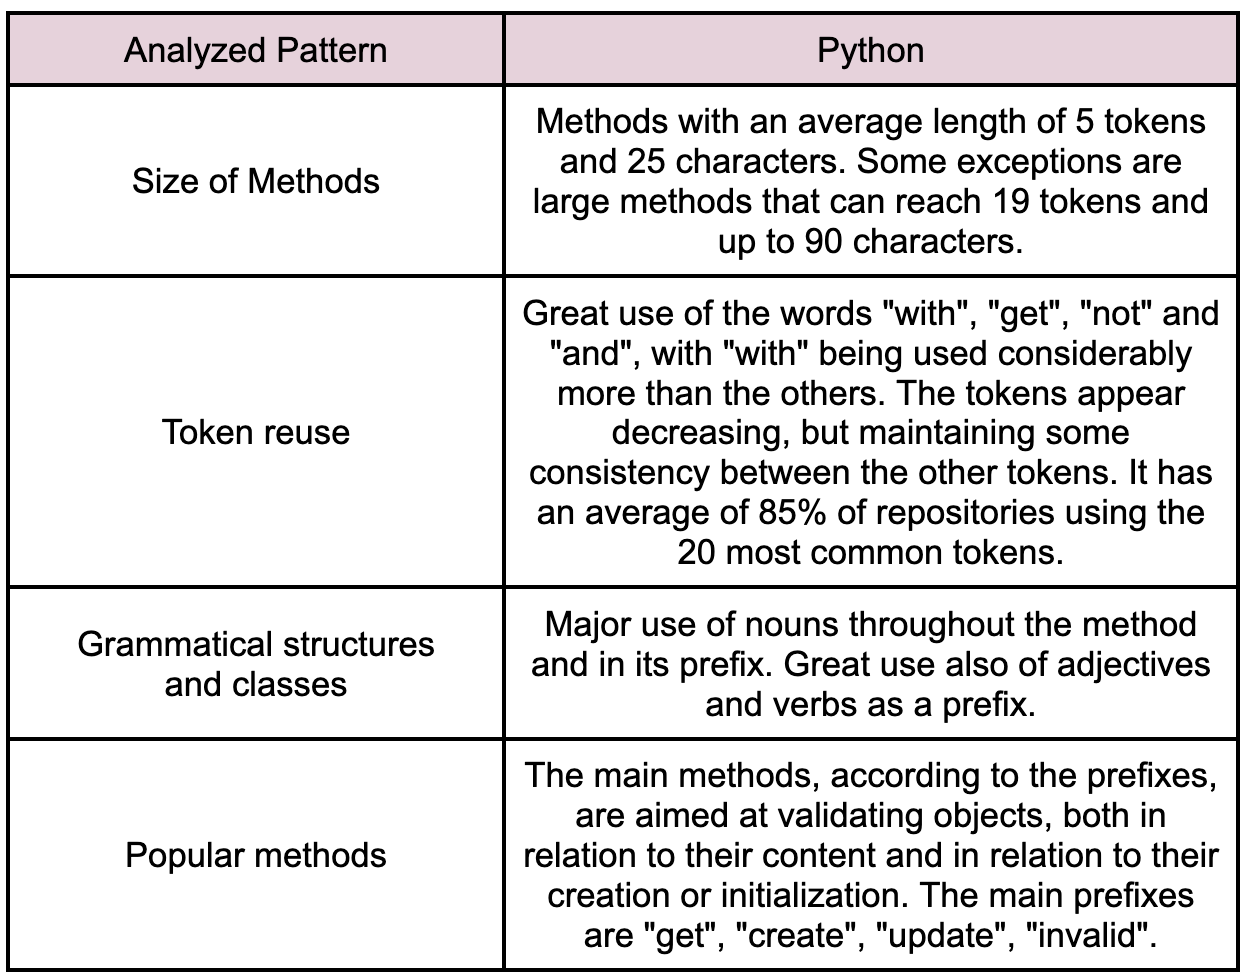 Analyzed Pattern
Python
Size of Methods
Methods with an average length of 5 tokens
and 25 characters. Some exceptions are
large methods that can reach 19 tokens and
up to 90 characters.
Token reuse
Great use of the words "with", "get", "not" and
"and", with "with" being used considerably
more than the others. The tokens appear
decreasing, but maintaining some
consistency between the other tokens. It has
an average of 85% of repositories using the
20 most common tokens.
Grammatical structures
and classes
Major use of nouns throughout the method
and in its prefix. Great use also of adjectives
and verbs as a prefix.
Popular methods
The main methods, according to the prefixes,
are aimed at validating objects, both in
relation to their content and in relation to their
creation or initialization. The main prefixes
are "get", "create", "update", "invalid".